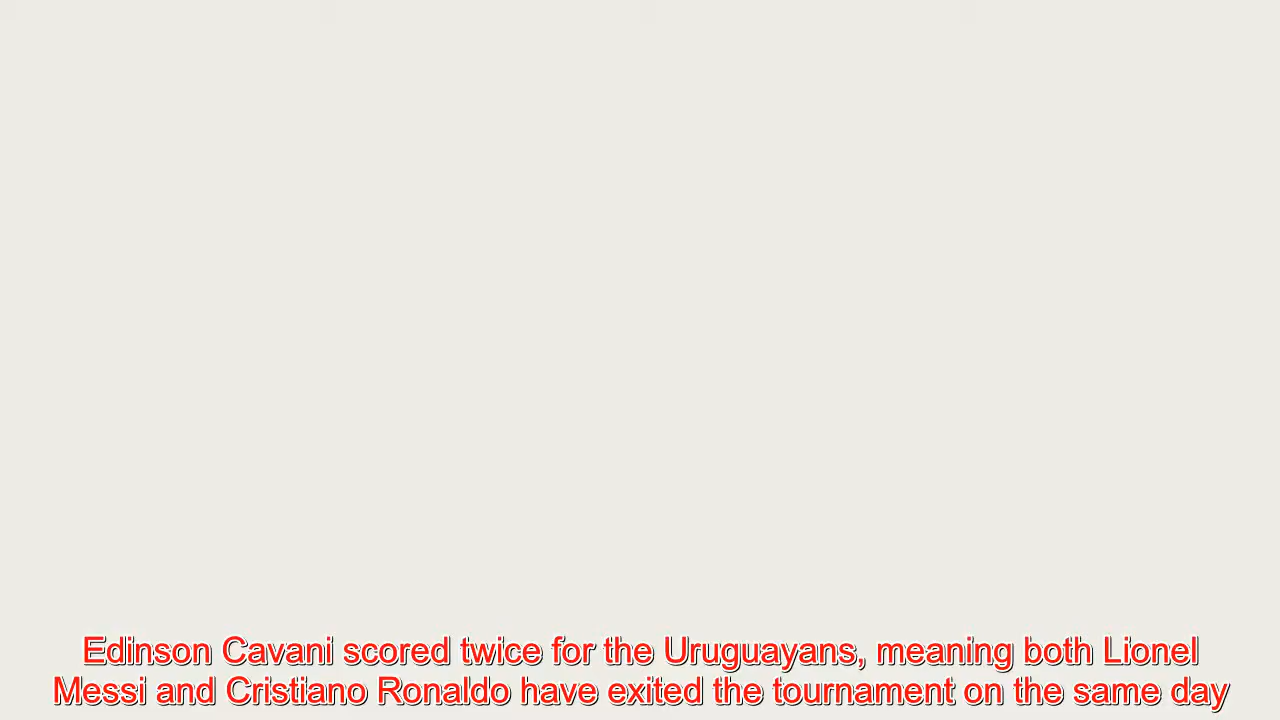 Edinson Cavani scored twice for the Uruguayans, meaning both Lionel
Messi and Cristiano Ronaldo have exited the tournament on the same day